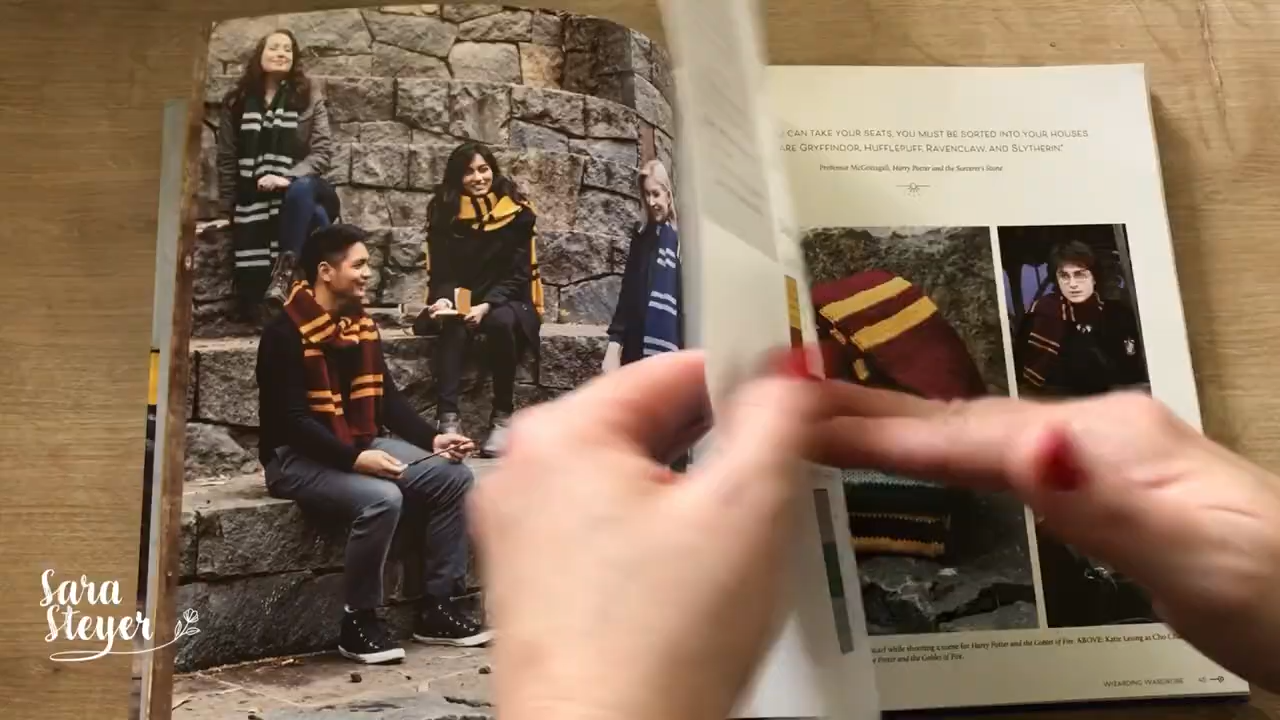 CAN TAKE YOUR SEATS, YOU MUST BE SORTED INTO YOUR HOUSES
ARE GRYFFINDOR, HUFFLEPUFF, RAVENCLAW, AND SLYTHERIN"
Professor McGonagall, Harry Potter and the Sorcerer's Stone
scarf while shooting a scene for Harry Potter and the Goblet of Fire. ABOVE: Katie Leung as Cho
Potter and the Goblet of Fire.
WIZARDING WARDROBE
Sara
Steyer